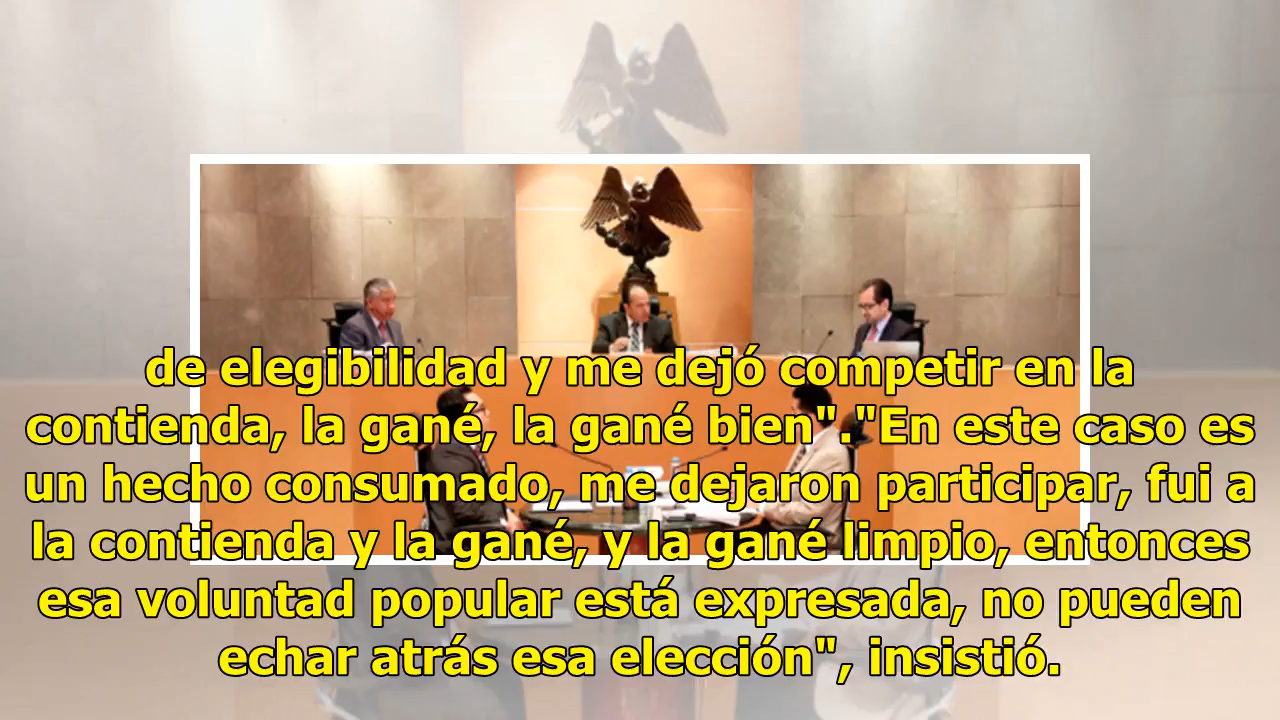 de elegibilidad y me dejó competir en la
contienda, la gané, la gané bien"."En este caso es
un hecho consumado, me dejaron participar, fui a
la contienda y la gané, y la gané limpio, entonces
esa voluntad popular está expresada, no pueden
echar atrás esa elección", insistió.